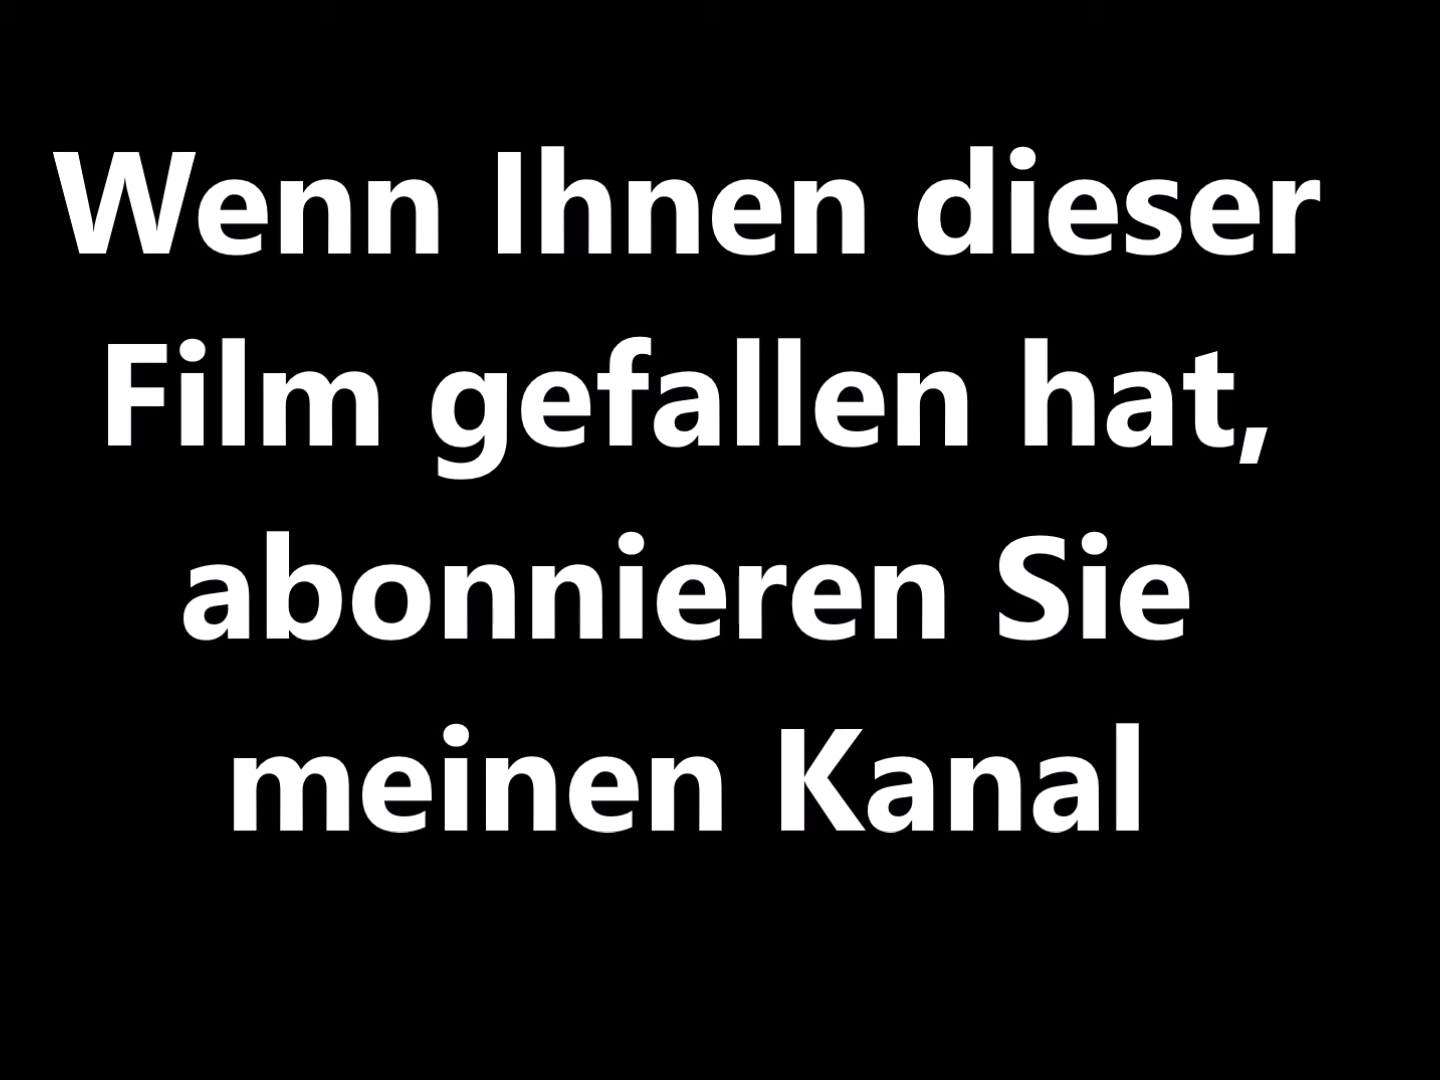 Wenn Ihnen dieser
Film gefallen hat,
abonnieren Sie
meinen Kanal